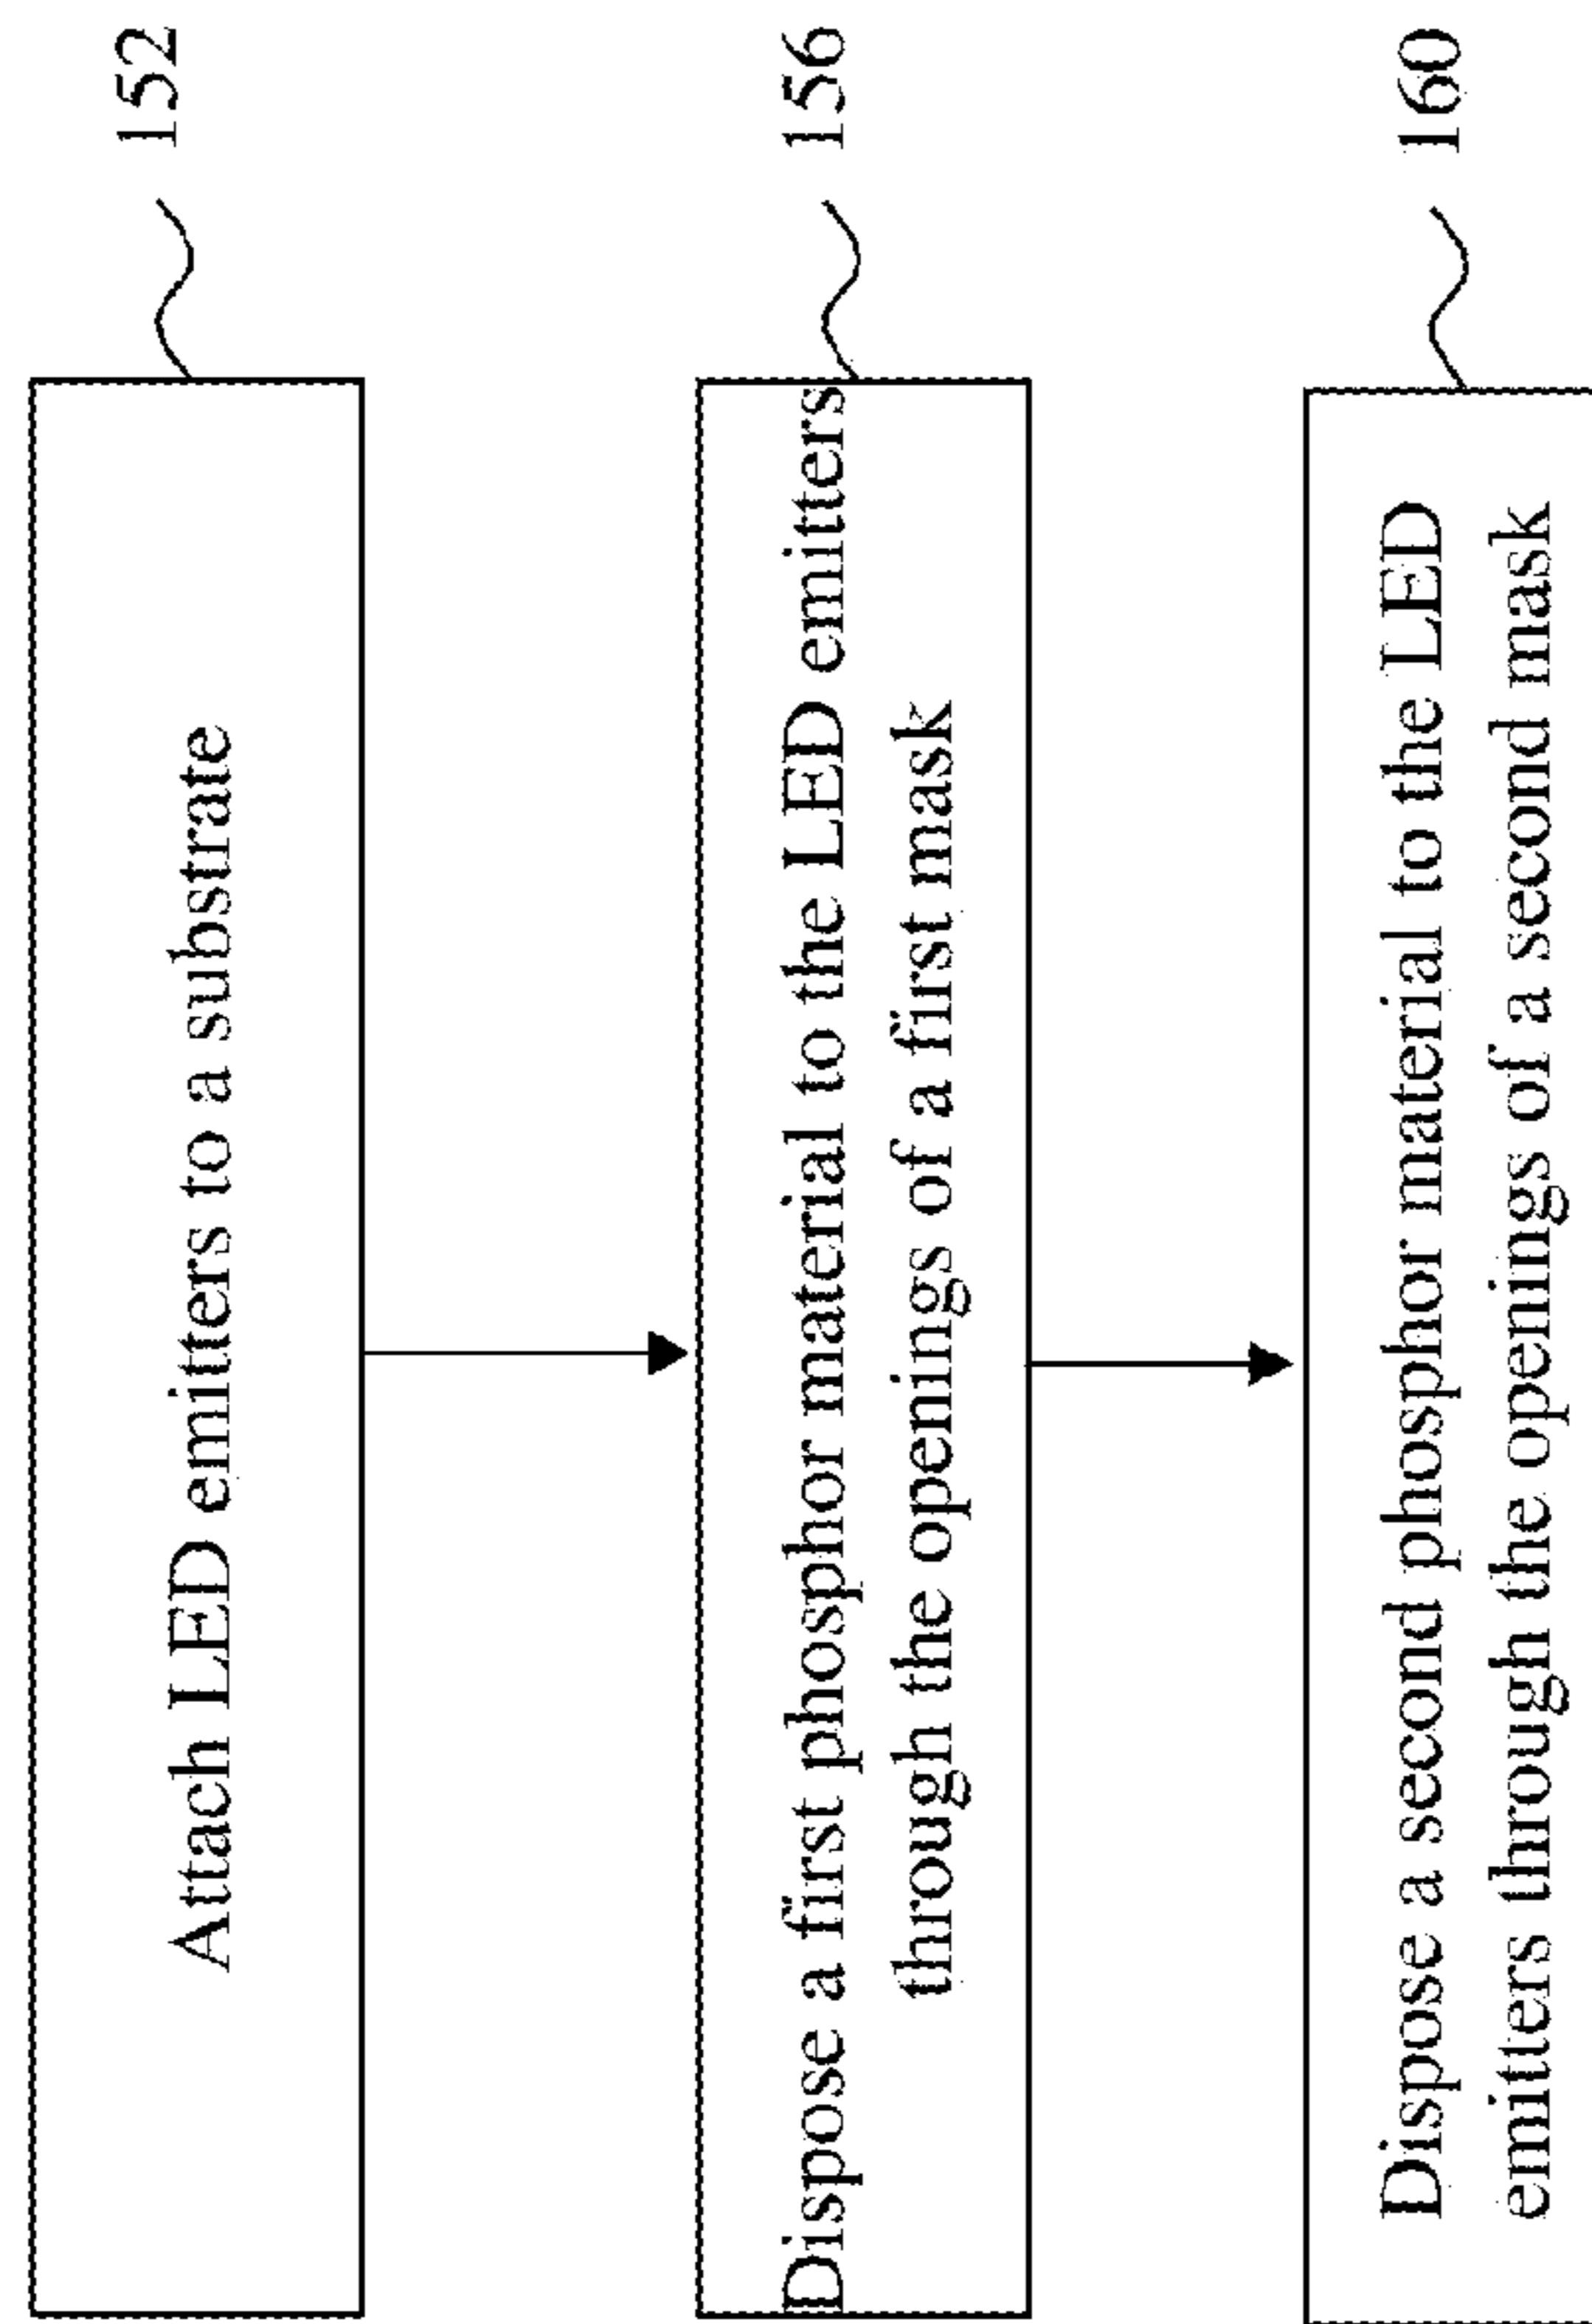 Attach LED emitters to a substrate
152
Dispose a first phosphor material to the LED emitters
through the openings of a first mask
156
Dispose a second phosphor material to the LED
emitters through the openings of a second mask
160